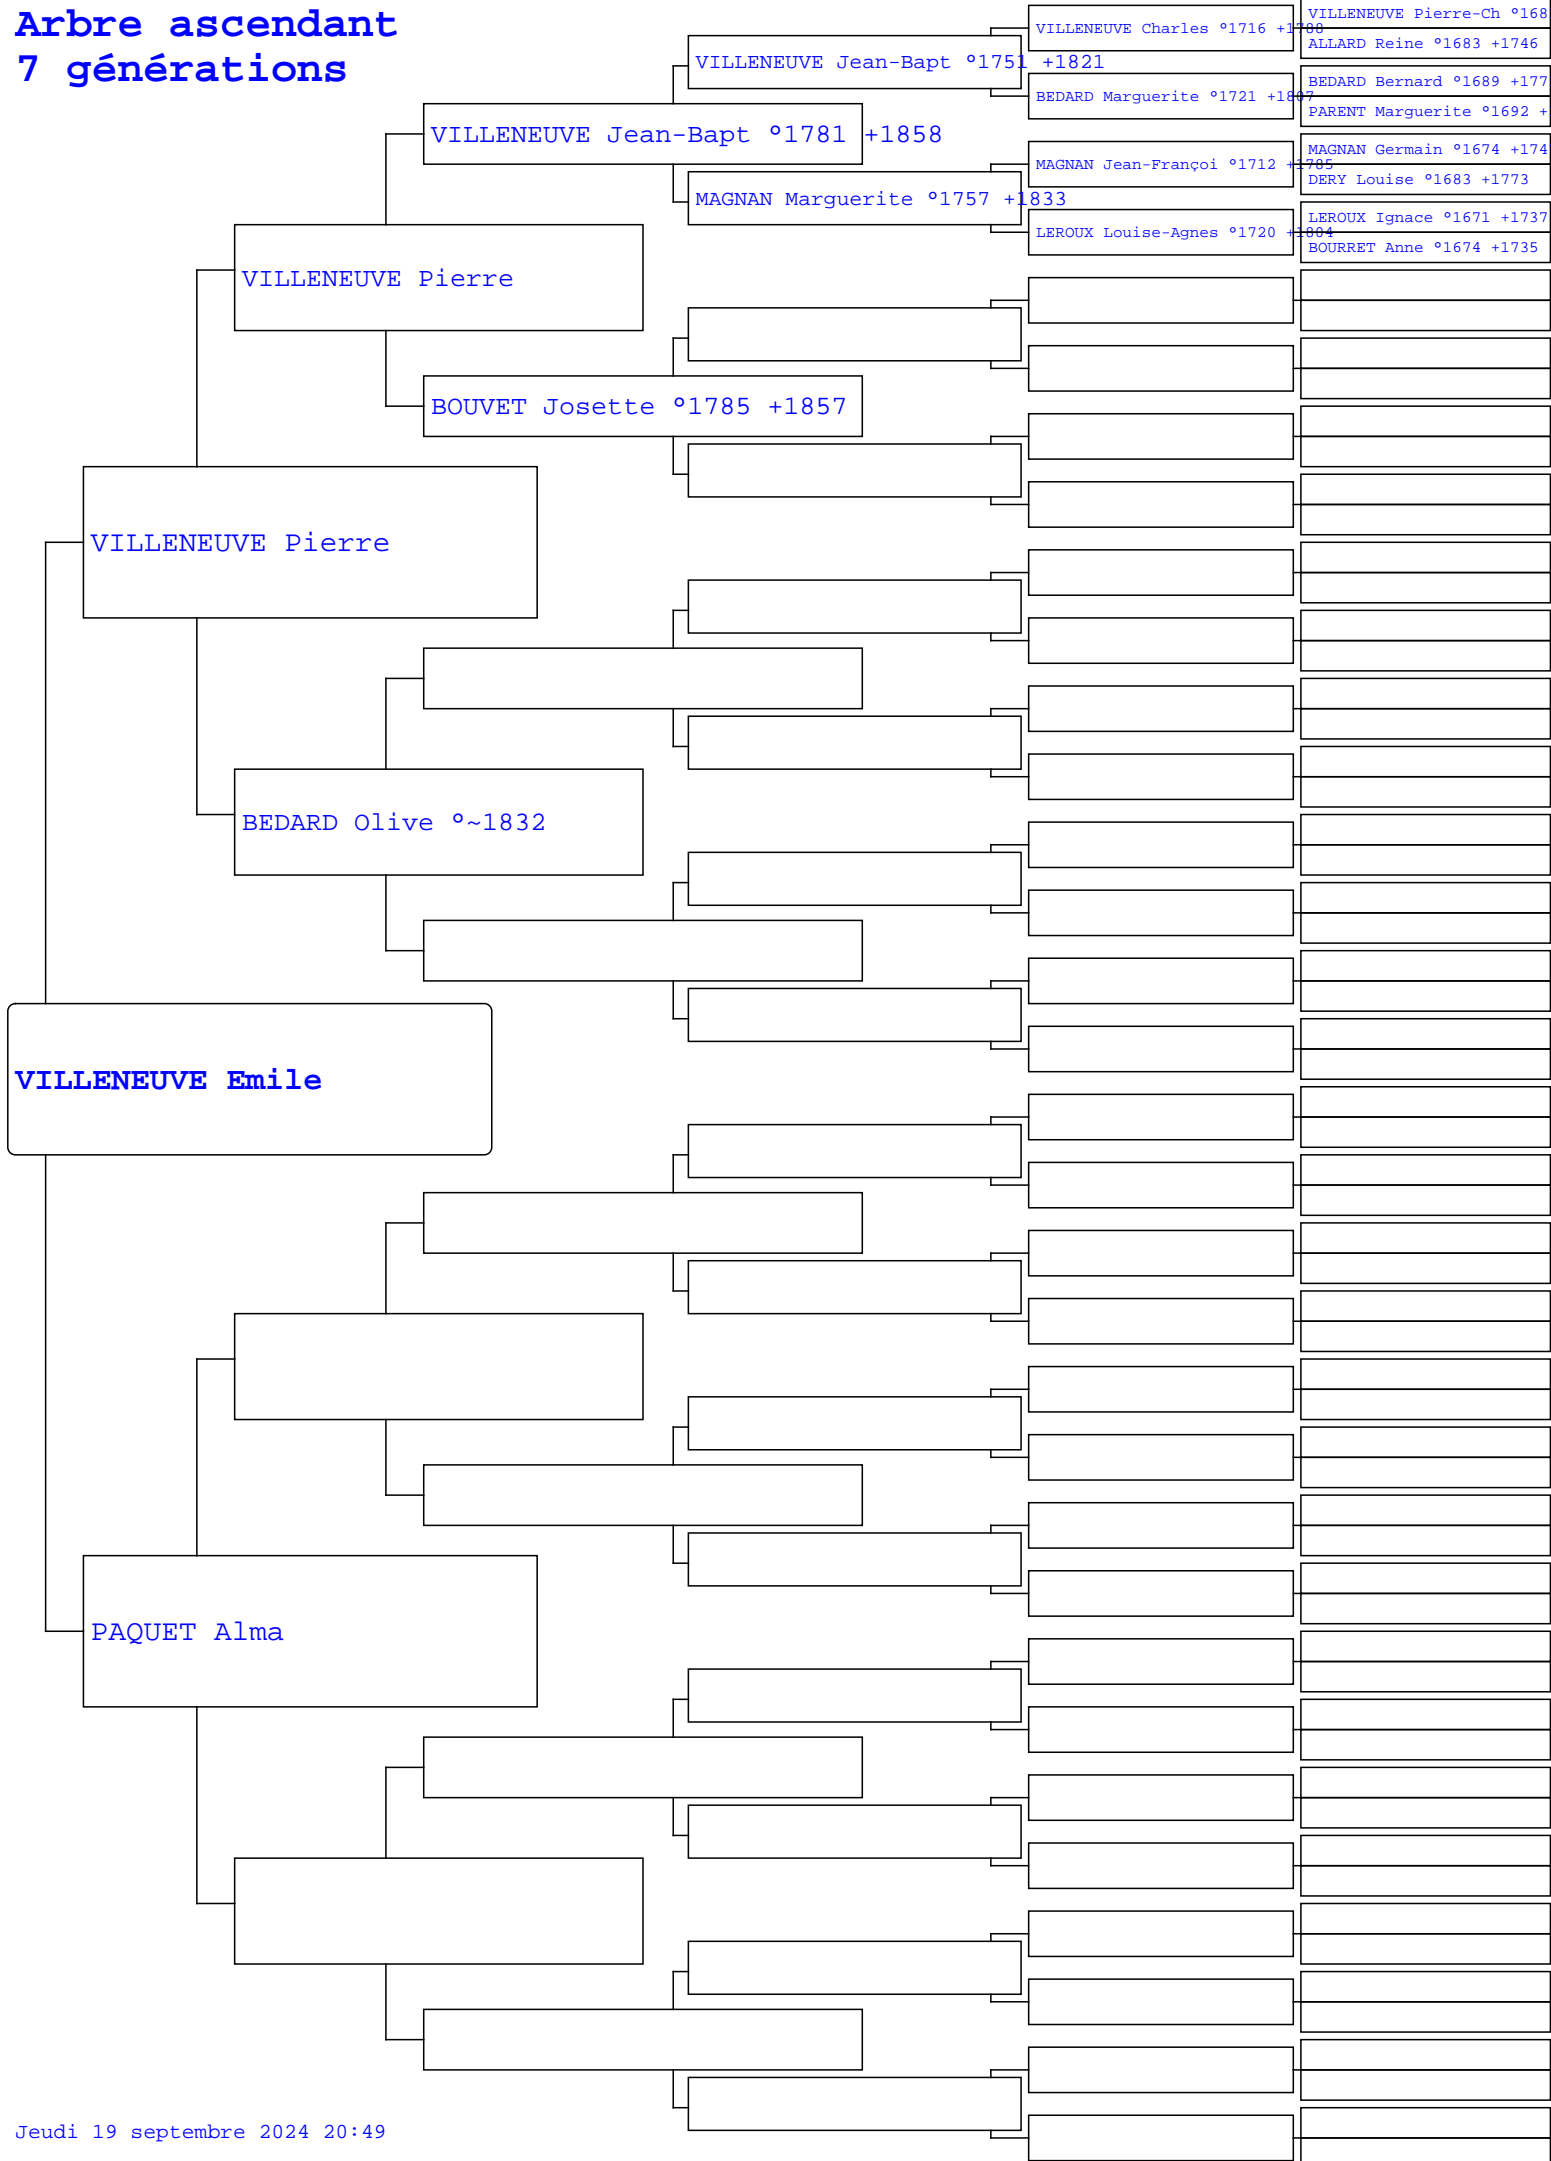 Arbre ascendant
7 générations
VILLENEUVE Pierre-Ch °168
VILLENEUVE Charles °1716 +1788
ALLARD Reine °1683 +1746
VILLENEUVE Jean-Bapt °1751 +1821
BEDARD Bernard °1689 +177
BEDARD Marguerite °1721 +1807
PARENT Marguerite °1692 +
VILLENEUVE Jean-Bapt °1781 +1858
MAGNAN Germain °1674 +174
MAGNAN Jean-Françoi °1712 +1785
DERY Louise °1683 +1773
MAGNAN Marguerite °1757 +1833
LEROUX Ignace °1671 +1737
LEROUX Louise-Agnes °1720 +1804
BOURRET Anne °1674 +1735
VILLENEUVE Pierre
BOUVET Josette °1785 +1857
VILLENEUVE Pierre
BEDARD Olive °~1832
VILLENEUVE Emile
PAQUET Alma
Jeudi 19 septembre 2024 20:49